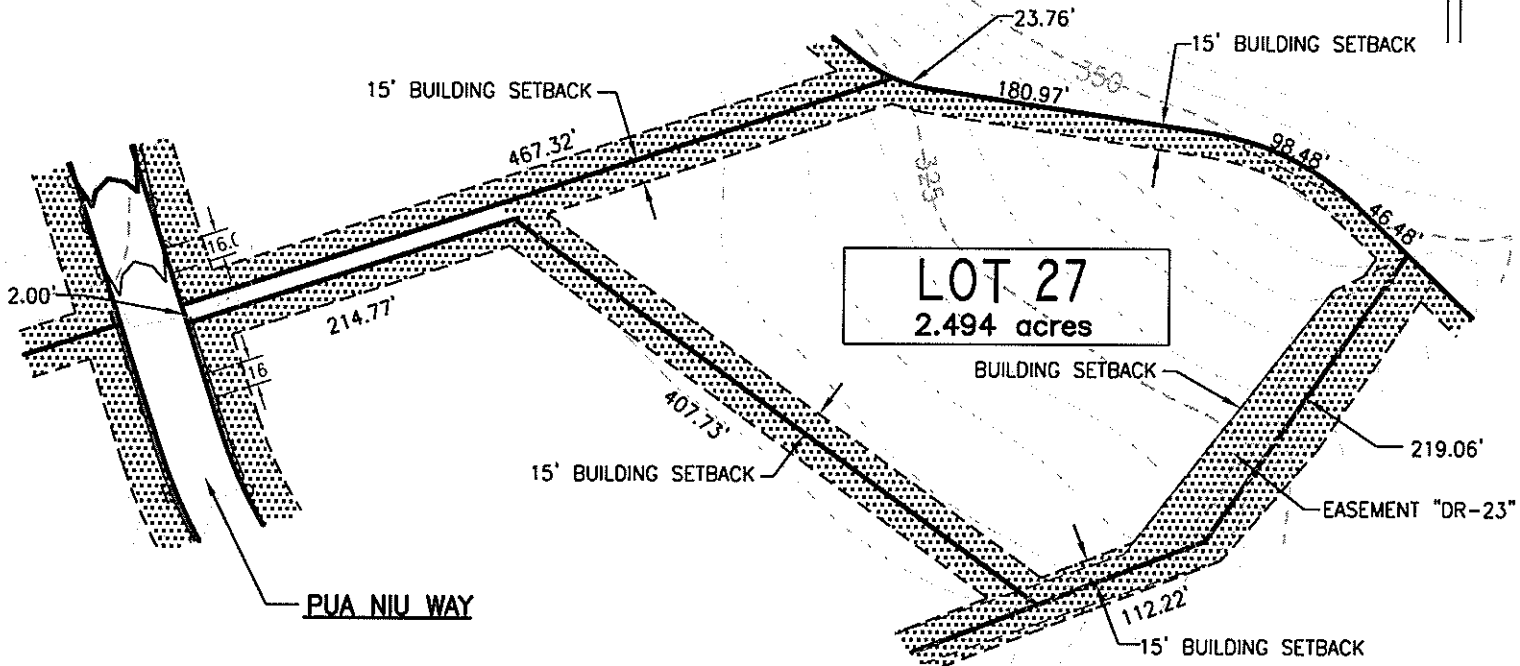 23.76'
15' BUILDING SETBACK
350
15' BUILDING SETBACK
180.97'
98.48'
467.32'
325
46.48'
16.0
LOT 27
2.494 acres
2.00'
214.77'
BUILDING SETBACK
16
407.73'
219.06'
15' BUILDING SETBACK
EASEMENT "DR-23"
PUA NIU WAY
112.22'
15' BUILDING SETBACK